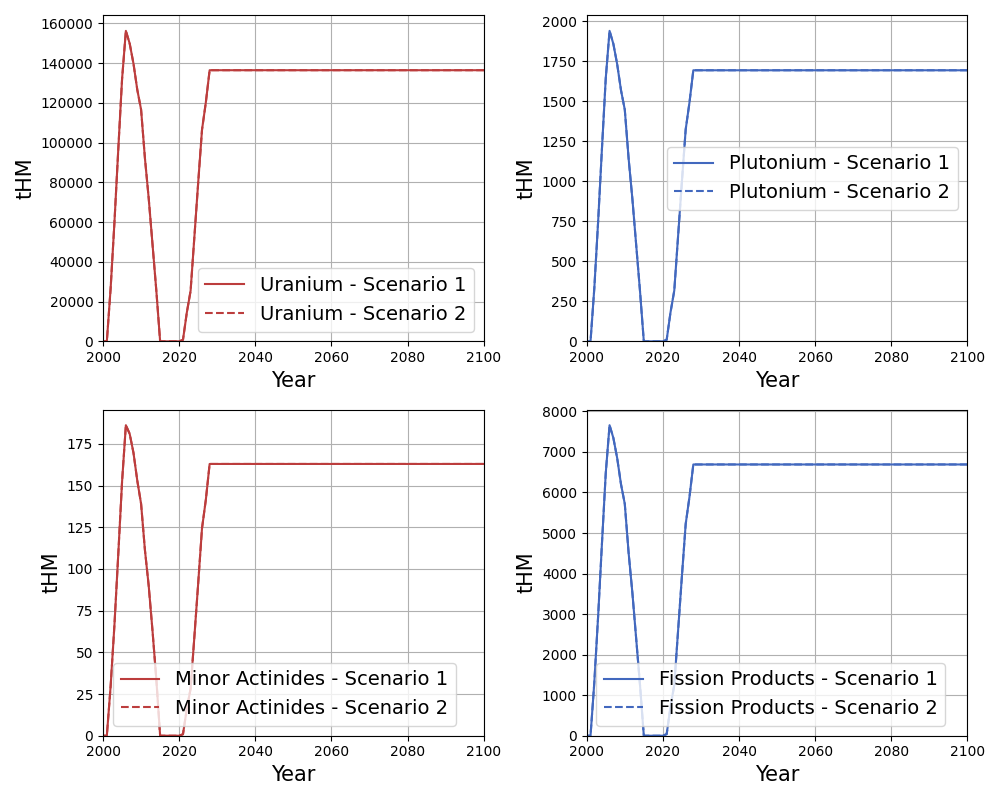 160000
140000
120000
100000
80000
60000
40000
20000
0
tHM
2000 2020 2040 2060 2080 2100
Year
Uranium - Scenario 1
Uranium - Scenario 2
2000
1750
1500
1250
1000
750
500
250
0
tHM
2000 2020 2040 2060 2080 2100
Year
Plutonium - Scenario 1
Plutonium - Scenario 2
175
150
125
100
75
50
25
0
tHM
2000 2020 2040 2060 2080 2100
Year
Minor Actinides - Scenario 1
Minor Actinides - Scenario 2
8000
7000
6000
5000
4000
3000
2000
1000
0
tHM
2000 2020 2040 2060 2080 2100
Year
Fission Products - Scenario 1
Fission Products - Scenario 2